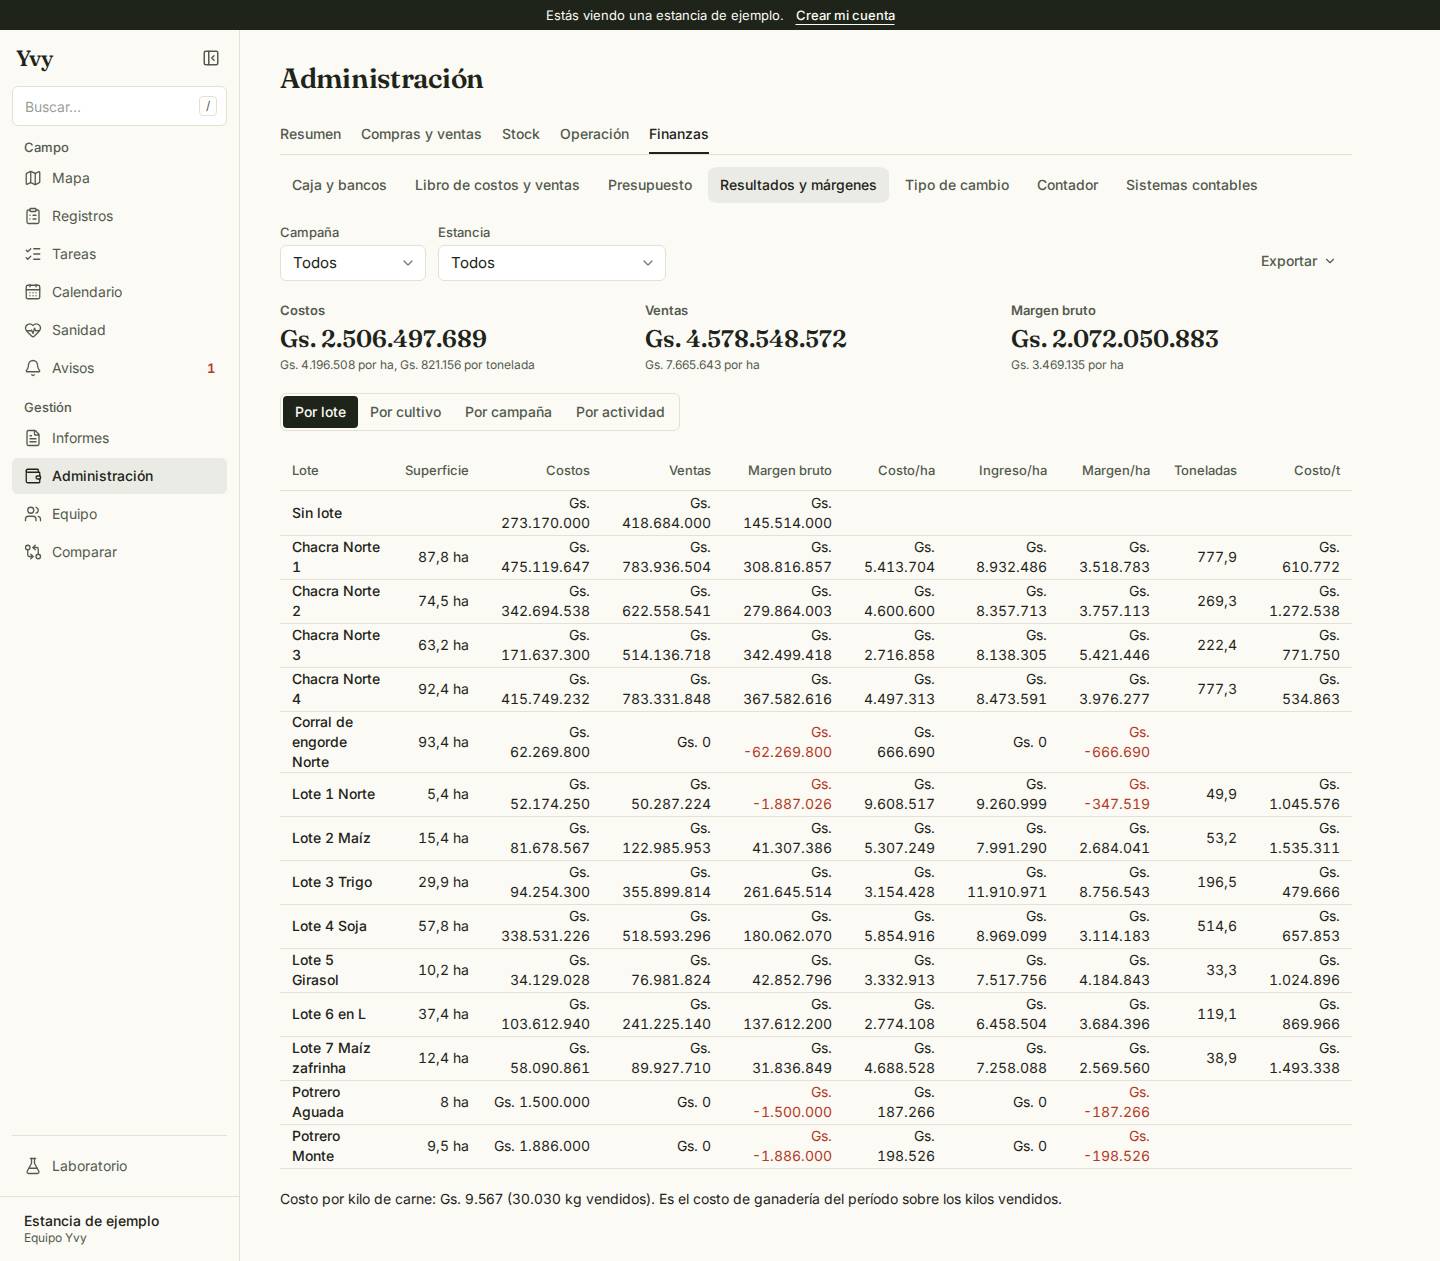 Estás viendo una estancia de ejemplo. Crear mi cuenta
Yvy
Buscar... /
Campo
Mapa
Registros
Tareas
Calendario
Sanidad
Avisos 1
Gestión
Informes
Administración
Equipo
Comparar
Laboratorio
Estancia de ejemplo
Equipo Yvy
Administración
Resumen Compras y ventas Stock Operación Finanzas
Caja y bancos Libro de costos y ventas Presupuesto Resultados y márgenes Tipo de cambio Contador Sistemas contables
Campaña Estancia
Todos Todos Exportar
Costos Ventas Margen bruto
Gs. 2.506.497.689 Gs. 4.578.548.572 Gs. 2.072.050.883
Gs. 4.196.508 por ha, Gs. 821.156 por tonelada Gs. 7.665.643 por ha Gs. 3.469.135 por ha
Por lote Por cultivo Por campaña Por actividad
Lote Superficie Costos Ventas Margen bruto Costo/ha Ingreso/ha Margen/ha Toneladas Costo/t
Sin lote Gs. 273.170.000 Gs. 418.684.000 Gs. 145.514.000
Chacra Norte 1 87,8 ha Gs. 475.119.647 Gs. 783.936.504 Gs. 308.816.857 Gs. 5.413.704 Gs. 8.932.486 Gs. 3.518.783 777,9 Gs. 610.772
Chacra Norte 2 74,5 ha Gs. 342.694.538 Gs. 622.558.541 Gs. 279.864.003 Gs. 4.600.600 Gs. 8.357.713 Gs. 3.757.113 269,3 Gs. 1.272.538
Chacra Norte 3 63,2 ha Gs. 171.637.300 Gs. 514.136.718 Gs. 342.499.418 Gs. 2.716.858 Gs. 8.138.305 Gs. 5.421.446 222,4 Gs. 771.750
Chacra Norte 4 92,4 ha Gs. 415.749.232 Gs. 783.331.848 Gs. 367.582.616 Gs. 4.497.313 Gs. 8.473.591 Gs. 3.976.277 777,3 Gs. 534.863
Corral de engorde Norte 93,4 ha Gs. 62.269.800 Gs. 0 Gs. -62.269.800 Gs. 666.690 Gs. 0 Gs. -666.690
Lote 1 Norte 5,4 ha Gs. 52.174.250 Gs. 50.287.224 Gs. -1.887.026 Gs. 9.608.517 Gs. 9.260.999 Gs. -347.519 49,9 Gs. 1.045.576
Lote 2 Maíz 15,4 ha Gs. 81.678.567 Gs. 122.985.953 Gs. 41.307.386 Gs. 5.307.249 Gs. 7.991.290 Gs. 2.684.041 53,2 Gs. 1.535.311
Lote 3 Trigo 29,9 ha Gs. 94.254.300 Gs. 355.899.814 Gs. 261.645.514 Gs. 3.154.428 Gs. 11.910.971 Gs. 8.756.543 196,5 Gs. 479.666
Lote 4 Soja 57,8 ha Gs. 338.531.226 Gs. 518.593.296 Gs. 180.062.070 Gs. 5.854.916 Gs. 8.969.099 Gs. 3.114.183 514,6 Gs. 657.853
Lote 5 Girasol 10,2 ha Gs. 34.129.028 Gs. 76.981.824 Gs. 42.852.796 Gs. 3.332.913 Gs. 7.517.756 Gs. 4.184.843 33,3 Gs. 1.024.896
Lote 6 en L 37,4 ha Gs. 103.612.940 Gs. 241.225.140 Gs. 137.612.200 Gs. 2.774.108 Gs. 6.458.504 Gs. 3.684.396 119,1 Gs. 869.966
Lote 7 Maíz zafrinha 12,4 ha Gs. 58.090.861 Gs. 89.927.710 Gs. 31.836.849 Gs. 4.688.528 Gs. 7.258.088 Gs. 2.569.560 38,9 Gs. 1.493.338
Potrero Aguada 8 ha Gs. 1.500.000 Gs. 0 Gs. -1.500.000 Gs. 187.266 Gs. 0 Gs. -187.266
Potrero Monte 9,5 ha Gs. 1.886.000 Gs. 0 Gs. -1.886.000 Gs. 198.526 Gs. 0 Gs. -198.526
Costo por kilo de carne: Gs. 9.567 (30.030 kg vendidos). Es el costo de ganadería del período sobre los kilos vendidos.